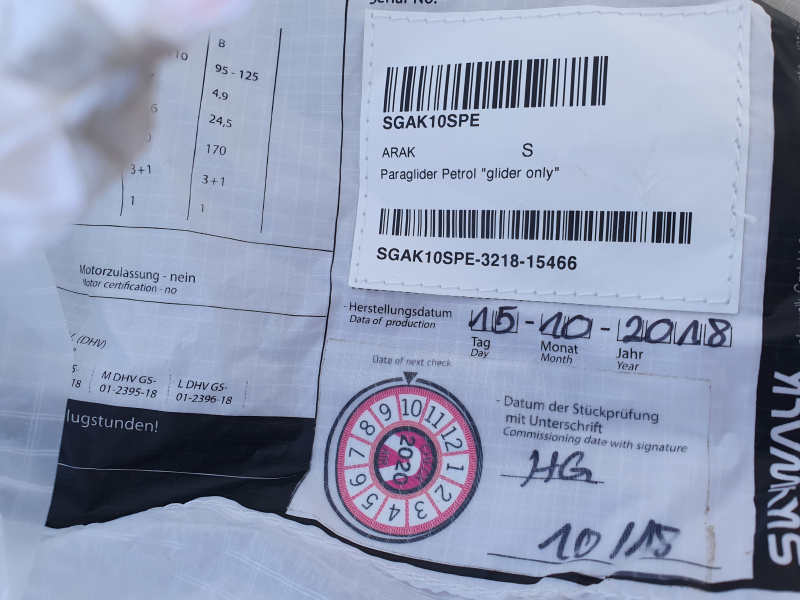 Serial No.
SGAK10SPE
ARAK S
Paraglider Petrol "glider only"
SGAK10SPE-3218-15466
B
95 - 125
4,9
24,5
170
3+1 3+1
1 1
Motorzulassung - nein
Motor certification - no
(DHV)
M DHV GS- L DHV GS-
18 01-2395-18 01-2396-18
lugstunden!
- Herstellungsdatum 15 - 10 - 2018
Data of production
Tag Monat Jahr
Day Month Year
Date of next check
1 2 3 4 5 6 7 8 9 10 11 12
2020
- Datum der Stückprüfung
mit Unterschrift
Commissioning date with signature
HG
10/15